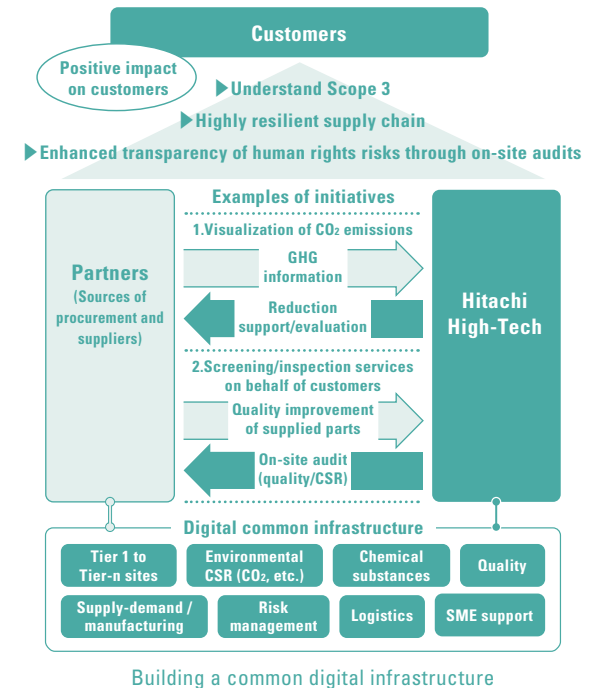 Customers
Positive impact
on customers
▶Understand Scope 3
▶Highly resilient supply chain
▶Enhanced transparency of human rights risks through on-site audits
Examples of initiatives
1.Visualization of CO₂ emissions
GHG
information
Reduction
support/evaluation
2.Screening/inspection services
on behalf of customers
Quality improvement
of supplied parts
On-site audit
(quality/CSR)
Partners
(Sources of
procurement and
suppliers)
Hitachi
High-Tech
Digital common infrastructure
Tier 1 to
Tier-n sites
Environmental
CSR (CO₂, etc.)
Chemical
substances
Quality
Supply-demand /
manufacturing
Risk
management
Logistics
SME support
Building a common digital infrastructure